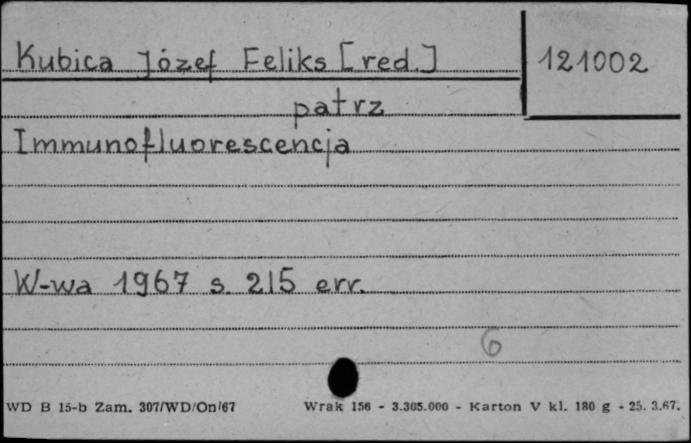 Kubica Józef Feliks [red.] 121002
patrz
Immunofluorescencja
W-wa 1967 s. 215 err.
6
WD B 15-b Zam. 307/WD/On/67 Wrak 156 - 3.305.000 - Karton V kl. 180 g - 25. 3.67.